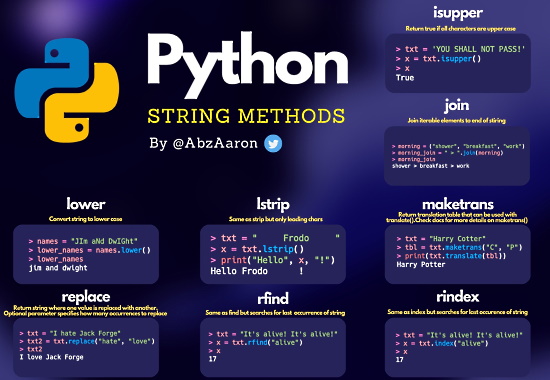 Python
STRING METHODS
By @AbzAaron
isupper
Return true if all characters are upper case
> txt = 'YOU SHALL NOT PASS!'
> x = txt.isupper()
> x
True
join
Join iterable elements to end of string
> morning = ("shower", "breakfast", "work")
> morning_join = " > ".join(morning)
> morning_join
shower > breakfast > work
lower
Convert string to lower case
> names = "JIm aNd DwIGht"
> lower_names = names.lower()
> lower_names
jim and dwight
lstrip
Same as strip but only leading chars
> txt = "     Frodo     "
> x = txt.lstrip()
> print("Hello", x, "!")
Hello Frodo      !
maketrans
Return translation table that can be used with
translate().Check docs for more details on maketrans()
> txt = "Harry Cotter"
> tbl = txt.maketrans("C", "P")
> print(txt.translate(tbl))
Harry Potter
replace
Return string where one value is replaced with another.
Optional parameter specifies how many occurrences to replace
> txt = "I hate Jack Forge"
> txt2 = txt.replace("hate", "love")
> txt2
I love Jack Forge
rfind
Same as find but searches for last occurrence of string
> txt = "It's alive! It's alive!"
> x = txt.rfind("alive")
> x
17
rindex
Same as index but searches for last occurrence of string
> txt = "It's alive! It's alive!"
> x = txt.index("alive")
> x
17